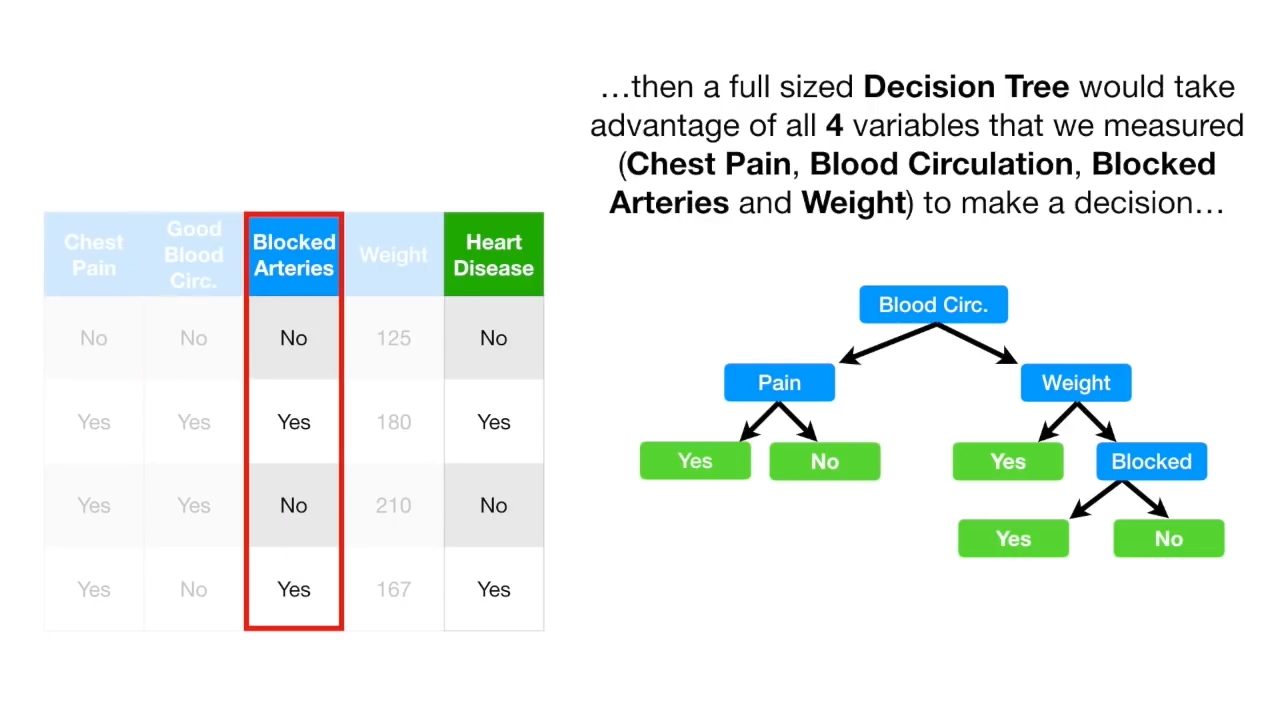 …then a full sized Decision Tree would take
advantage of all 4 variables that we measured
(Chest Pain, Blood Circulation, Blocked
Arteries and Weight) to make a decision…
Chest Pain | Good Blood Circ. | Blocked Arteries | Weight | Heart Disease
No | No | No | 125 | No
Yes | Yes | Yes | 180 | Yes
Yes | Yes | No | 210 | No
Yes | No | Yes | 167 | Yes
Blood Circ.
Pain
Weight
Yes
No
Yes
Blocked
Yes
No